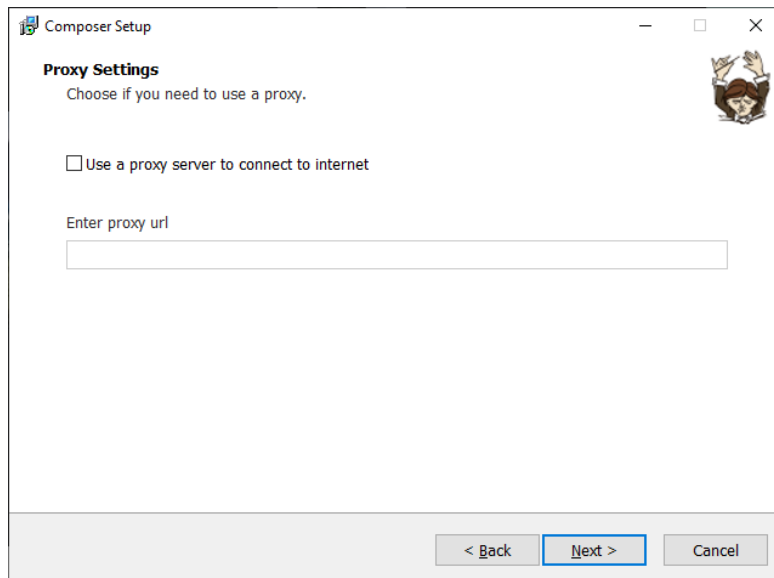 Composer Setup
Proxy Settings
Choose if you need to use a proxy.
Use a proxy server to connect to internet
Enter proxy url
< Back
Next >
Cancel